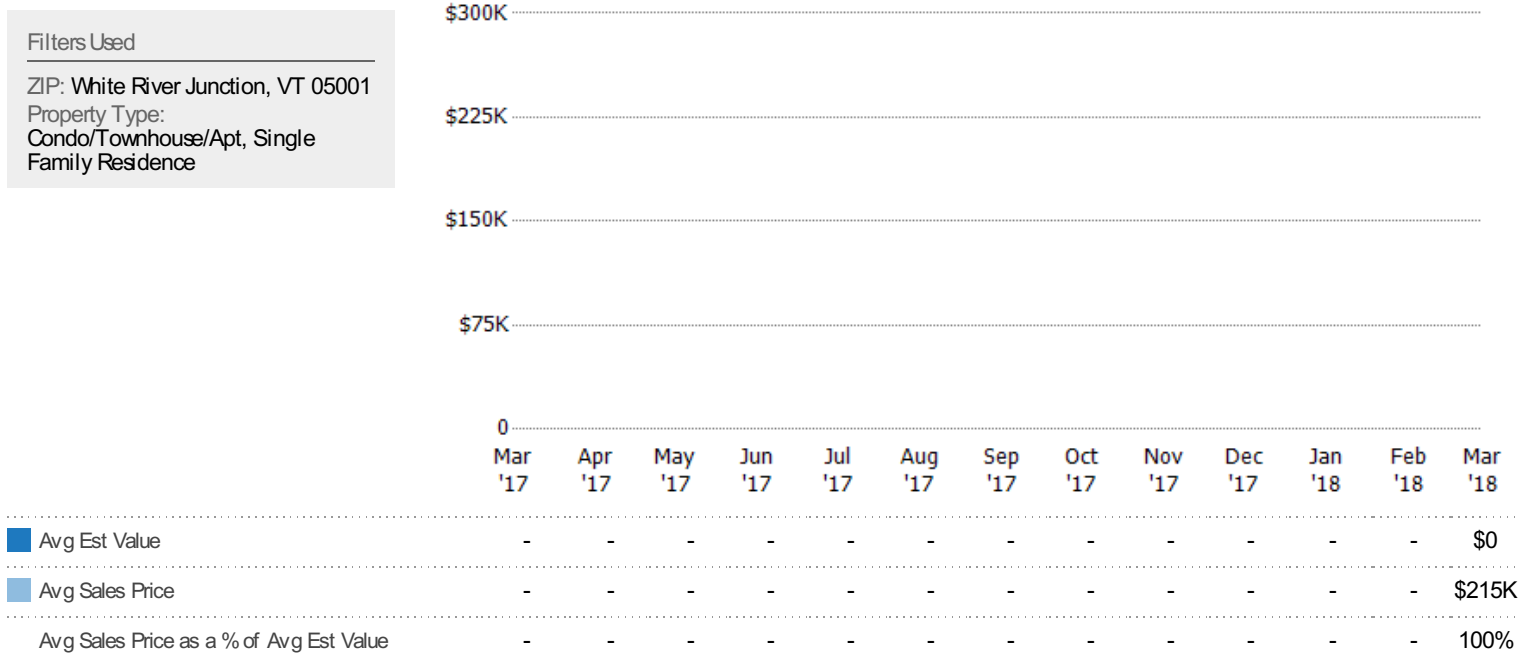 Filters Used
ZIP: White River Junction, VT 05001
Property Type:
Condo/Townhouse/Apt, Single
Family Residence
$300K
$225K
$150K
$75K
0
Mar Apr May Jun Jul Aug Sep Oct Nov Dec Jan Feb Mar
'17 '17 '17 '17 '17 '17 '17 '17 '17 '17 '18 '18 '18
Avg Est Value - - - - - - - - - - - - $0
Avg Sales Price - - - - - - - - - - - - $215K
Avg Sales Price as a % of Avg Est Value - - - - - - - - - - - - 100%